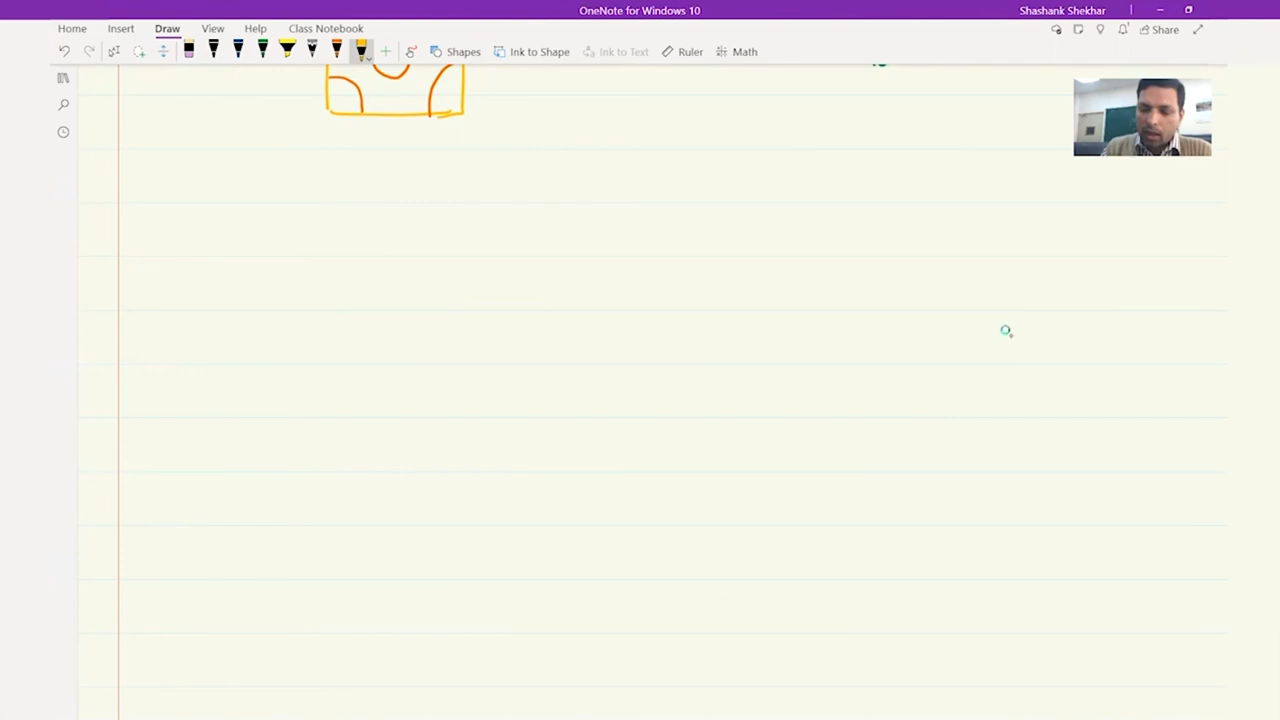 OneNote for Windows 10
Shashank Shekhar
Home Insert Draw View Help Class Notebook
Share
Shapes Ink to Shape Ink to Text Ruler Math